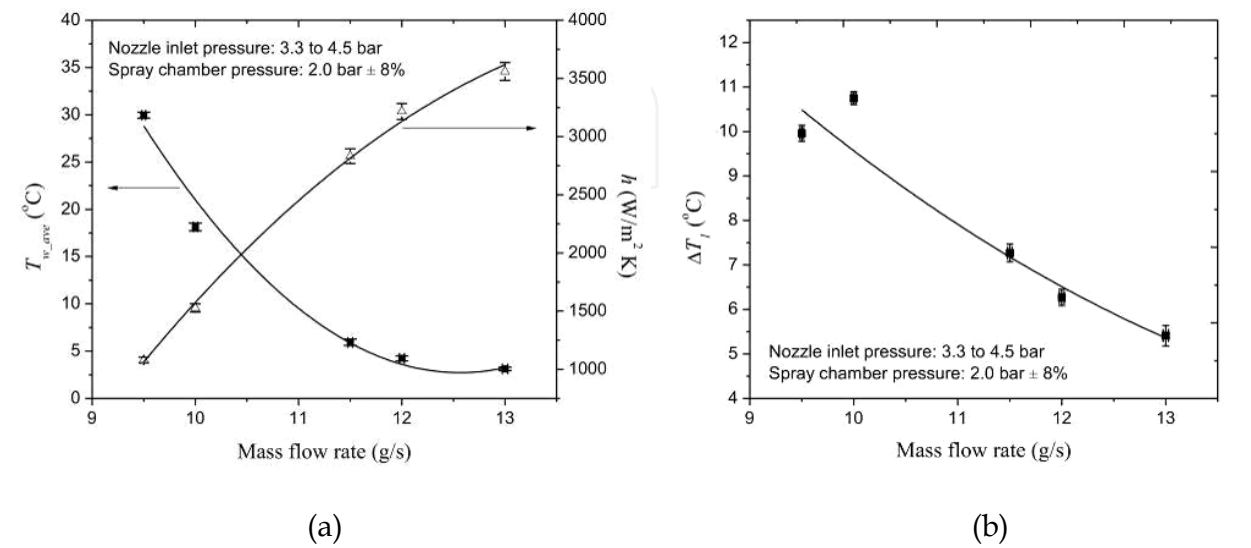 Nozzle inlet pressure: 3.3 to 4.5 bar
Spray chamber pressure: 2.0 bar ± 8%
40
35
30
25
20
15
10
5
0
T_w_ave (°C)
4000
3500
3000
2500
2000
1500
1000
h (W/m² K)
9 10 11 12 13
Mass flow rate (g/s)
(a)
12
11
10
9
8
7
6
5
4
ΔT_l (°C)
Nozzle inlet pressure: 3.3 to 4.5 bar
Spray chamber pressure: 2.0 bar ± 8%
9 10 11 12 13
Mass flow rate (g/s)
(b)